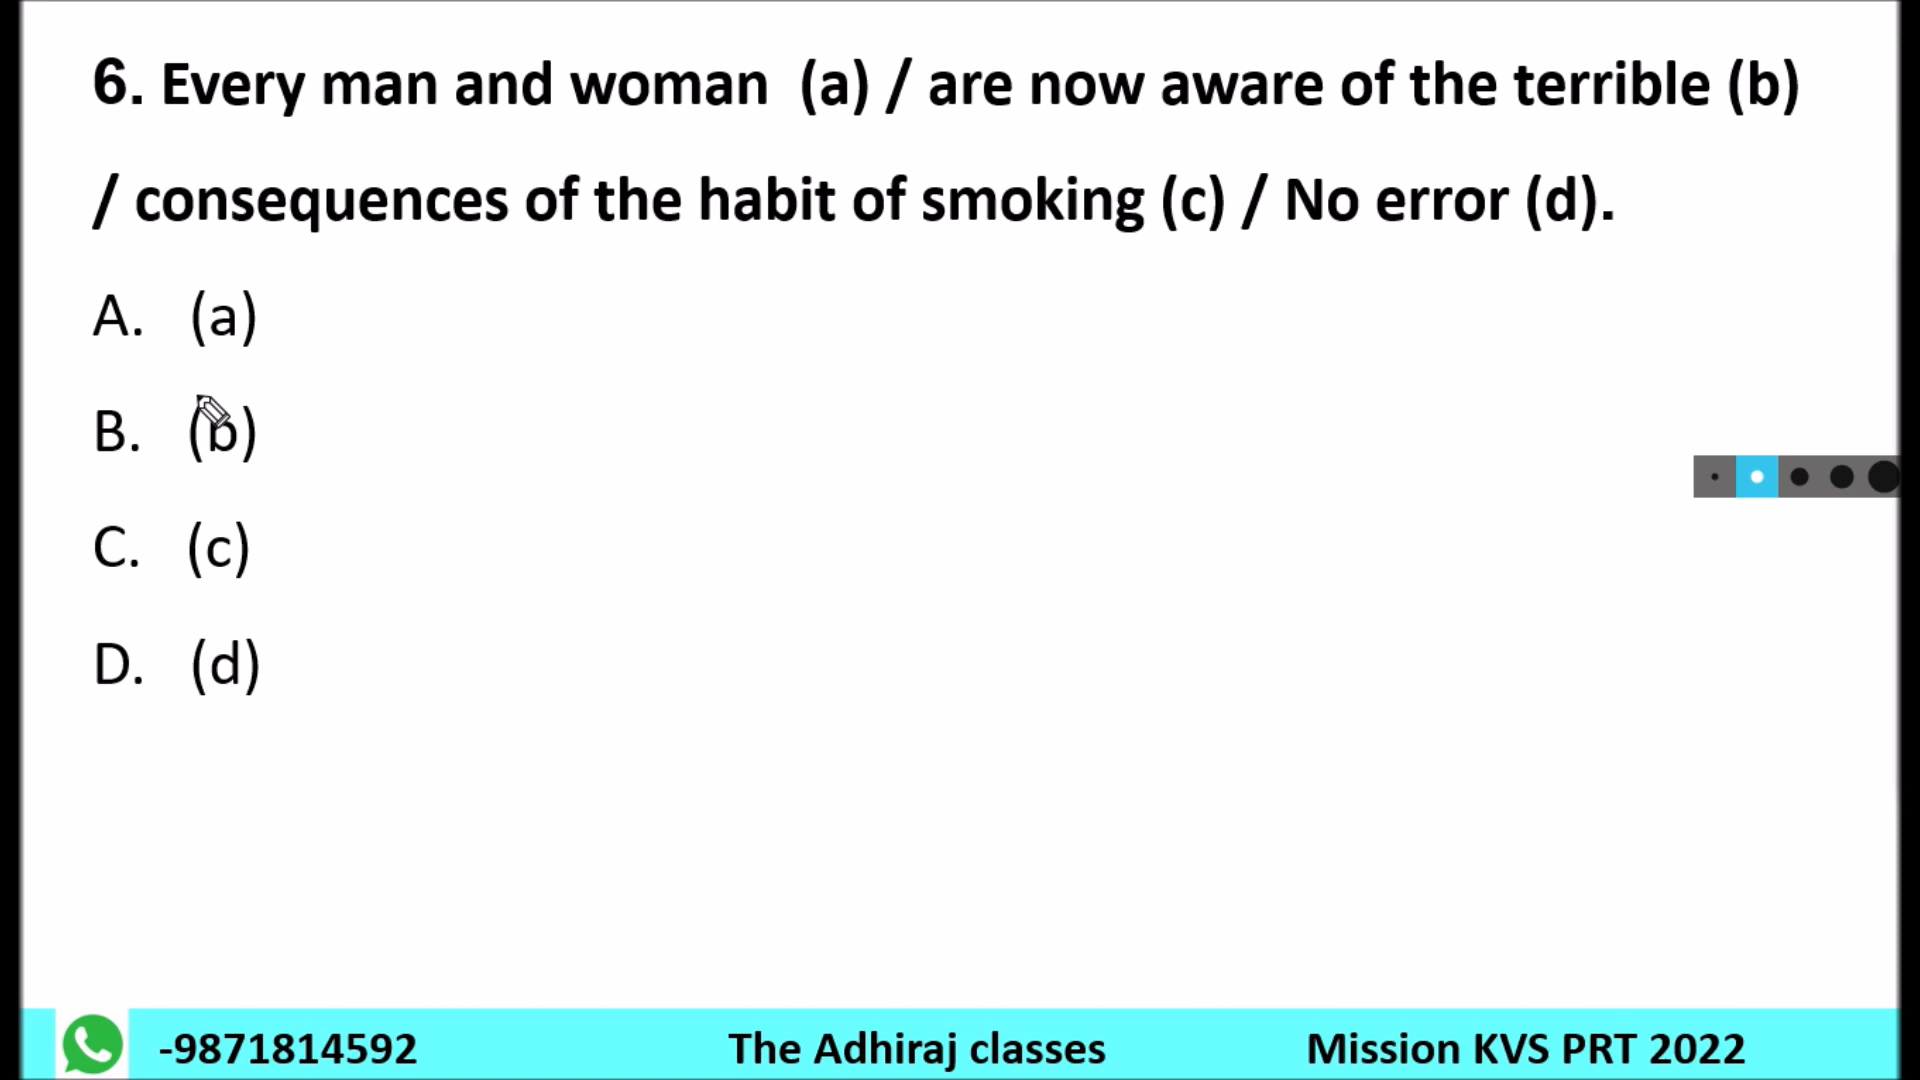 6. Every man and woman (a) / are now aware of the terrible (b)
/ consequences of the habit of smoking (c) / No error (d).
A. (a)
B. (b)
C. (c)
D. (d)
-9871814592 The Adhiraj classes Mission KVS PRT 2022